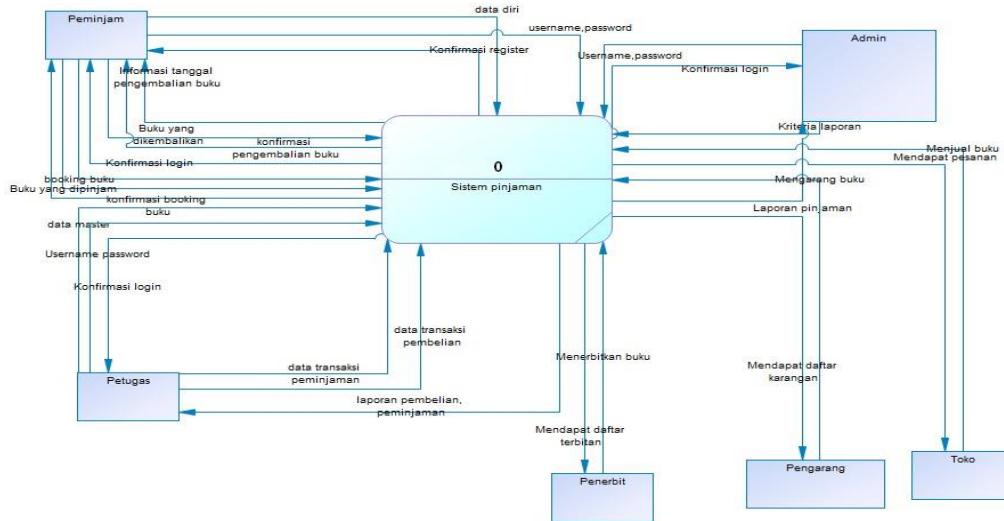 Peminjam
data diri
username,password
Konfirmasi register
Informasi tanggal
pengembalian buku
Admin
Username,password
Konfirmasi login
Buku yang
dikembalikan
konfirmasi
pengembalian buku
Konfirmasi login
0
Sistem pinjaman
Kriteria laporan
Menjual buku
Mendapat pesanan
Mengarang buku
Laporan pinjaman
booking buku
Buku yang dipinjam
konfirmasi booking
buku
data master
Username password
Konfirmasi login
data transaksi
pembelian
data transaksi
peminjaman
Petugas
laporan pembelian,
peminjaman
Menerbitkan buku
Mendapat daftar
terbitan
Penerbit
Mendapat daftar
karangan
Pengarang
Toko